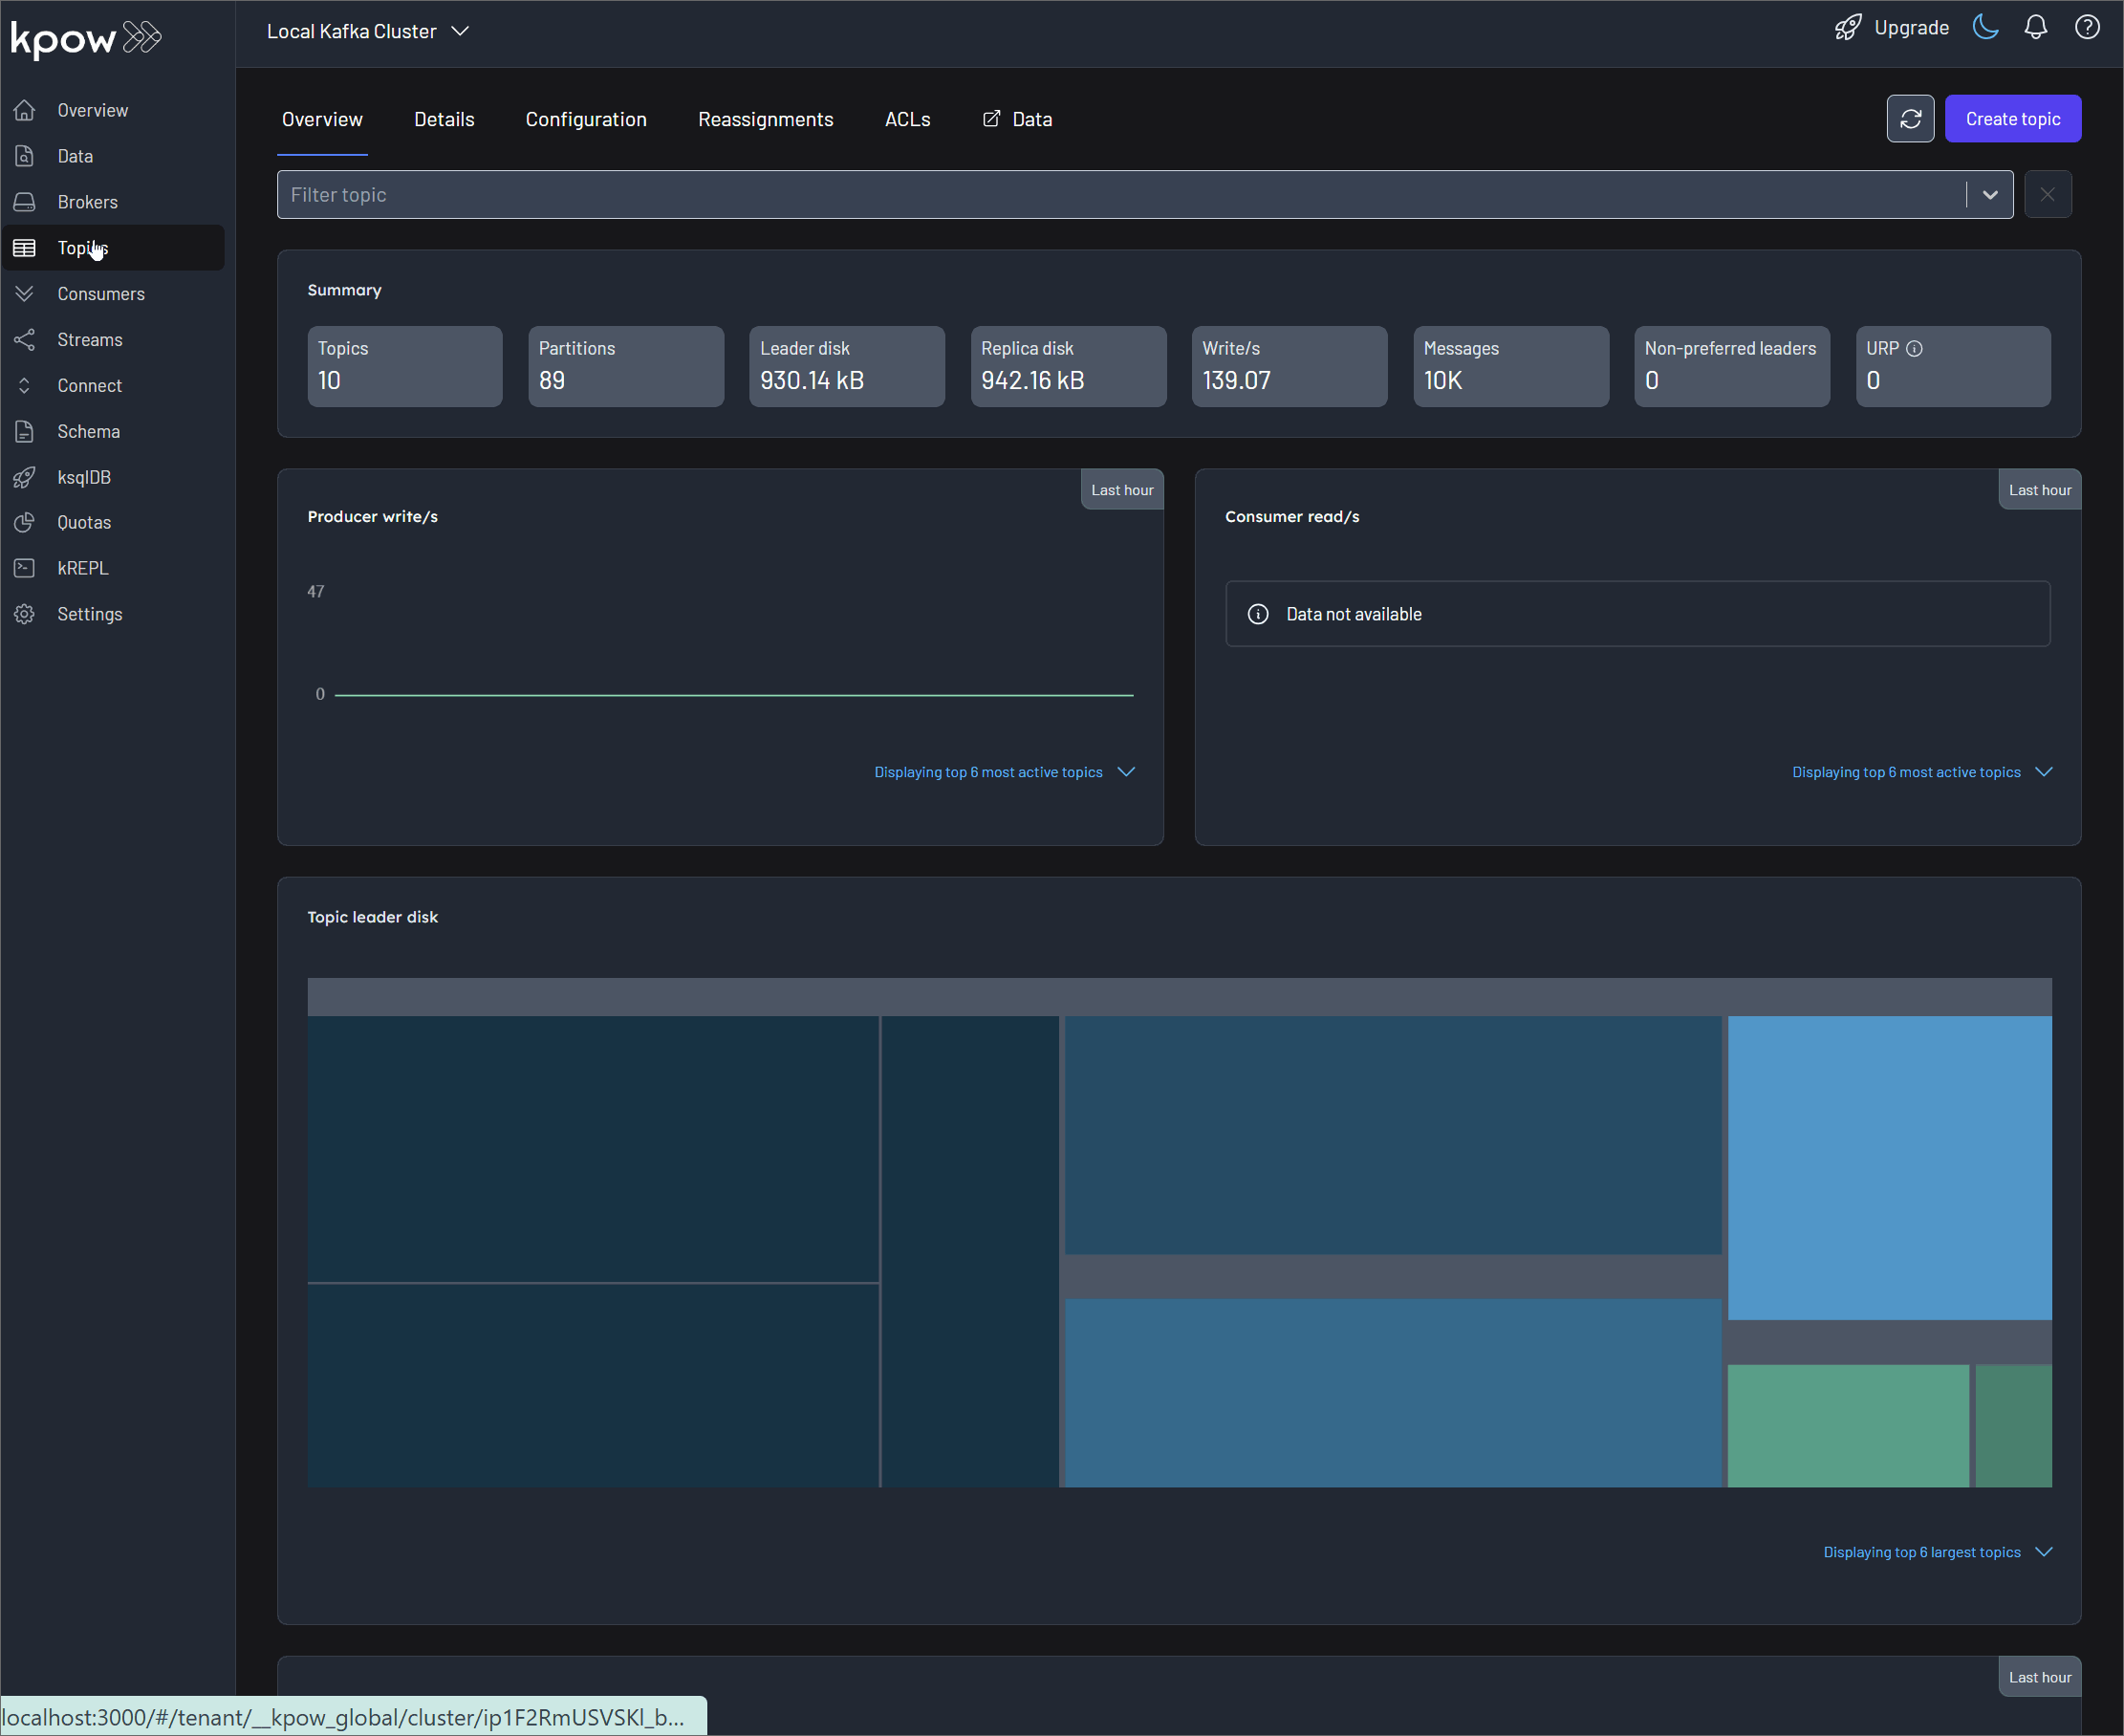 kpow
Local Kafka Cluster
Upgrade
Overview
Data
Brokers
Topics
Consumers
Streams
Connect
Schema
ksqlDB
Quotas
kREPL
Settings
Overview Details Configuration Reassignments ACLs Data
Create topic
Filter topic
Summary
Topics
10
Partitions
89
Leader disk
930.14 kB
Replica disk
942.16 kB
Write/s
139.07
Messages
10K
Non-preferred leaders
0
URP
0
Last hour
Producer write/s
47
0
Displaying top 6 most active topics
Last hour
Consumer read/s
Data not available
Displaying top 6 most active topics
Topic leader disk
Displaying top 6 largest topics
Last hour
localhost:3000/#/tenant/__kpow_global/cluster/ip1F2RmUSVSKl_b...